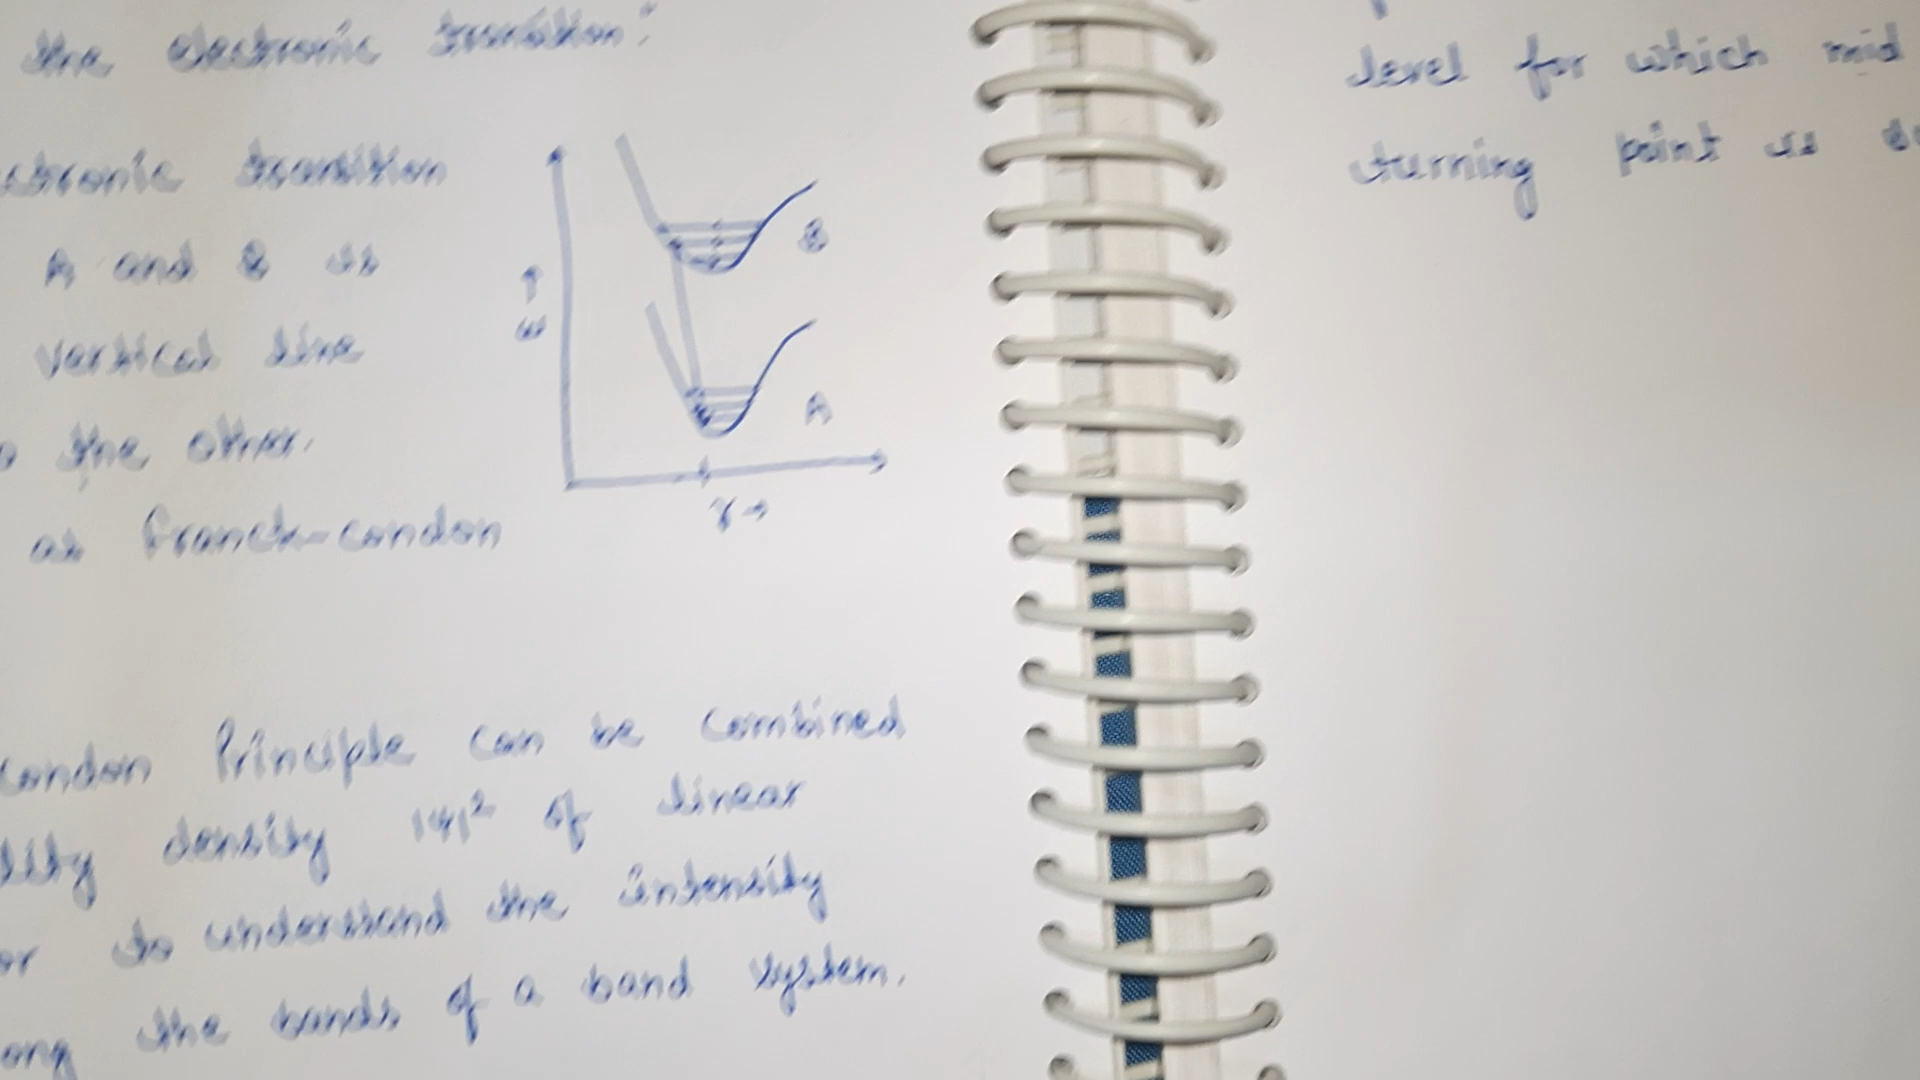 the electronic transition:
transition
A and B is
vertical line
the other.
as Franck-condon
E
B
A
r →
Condon Principle can be combined
density |ψ|² of linear
to understand the intensity
the bands of a band system.
level for which mid
turning point is